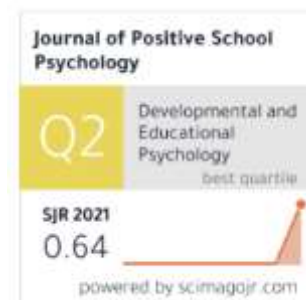 Journal of Positive School
Psychology
Q2
Developmental and
Educational
Psychology
best quartile
SJR 2021
0.64
powered by scimagojr.com